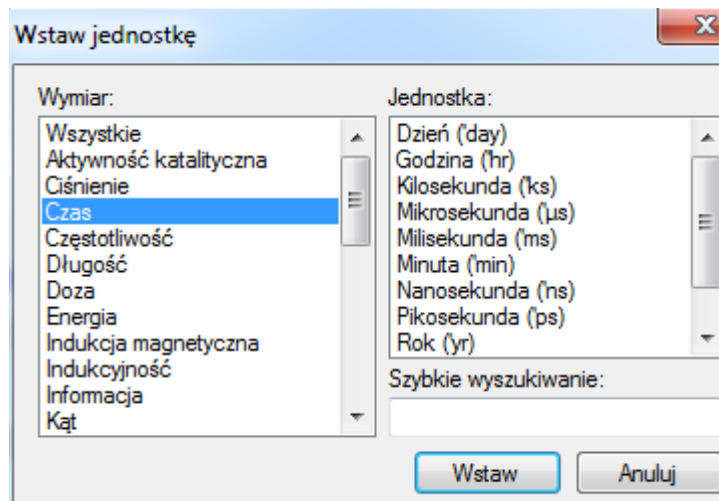 Wstaw jednostkę
Wymiar:
Wszystkie
Aktywność katalityczna
Ciśnienie
Czas
Częstotliwość
Długość
Doza
Energia
Indukcja magnetyczna
Indukcyjność
Informacja
Kąt
Jednostka:
Dzień ('day)
Godzina ('hr)
Kilosekunda ('ks)
Mikrosekunda ('μs)
Milisekunda ('ms)
Minuta ('min)
Nanosekunda ('ns)
Pikosekunda ('ps)
Rok ('yr)
Szybkie wyszukiwanie:
Wstaw
Anuluj